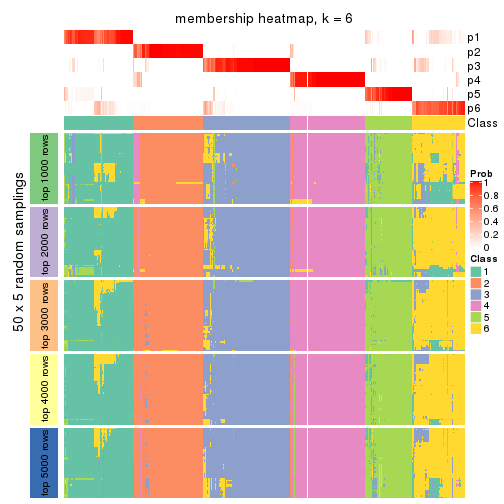 membership heatmap, k = 6
p1
p2
p3
p4
p5
p6
Class
50 x 5 random samplings
top 1000 rows
top 2000 rows
top 3000 rows
top 4000 rows
top 5000 rows
Prob
1
0.8
0.6
0.4
0.2
0
Class
1
2
3
4
5
6